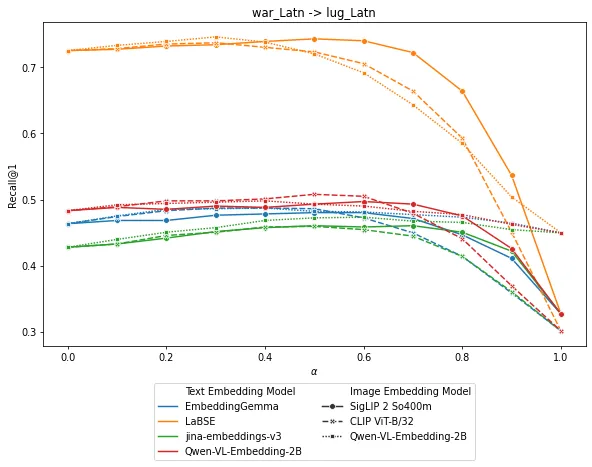 war_Latn -> lug_Latn
Recall@1
0.7
0.6
0.5
0.4
0.3
0.0 0.2 0.4 0.6 0.8 1.0
α
Text Embedding Model
EmbeddingGemma
LaBSE
jina-embeddings-v3
Qwen-VL-Embedding-2B
Image Embedding Model
SigLIP 2 So400m
CLIP ViT-B/32
Qwen-VL-Embedding-2B